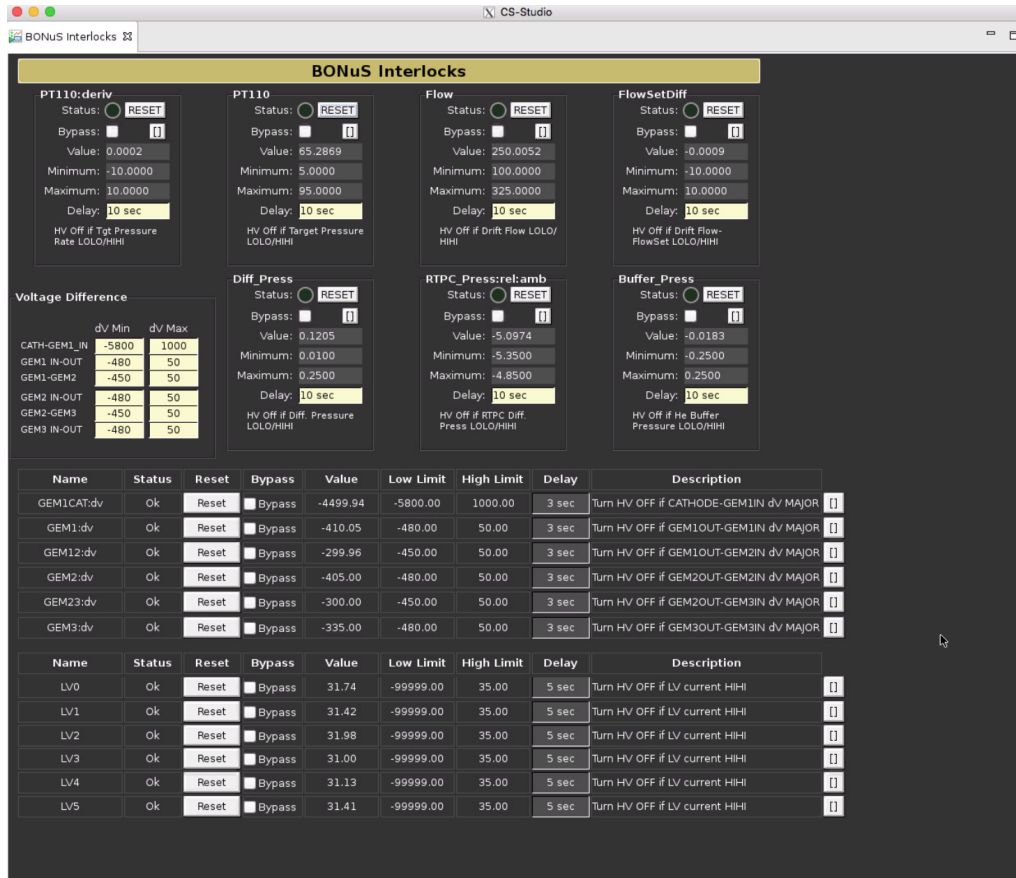 CS-Studio
BONuS Interlocks
BONuS Interlocks
PT110:deriv
Status: RESET
Bypass: []
Value: 0.0002
Minimum: -10.0000
Maximum: 10.0000
Delay: 10 sec
HV Off if Tgt Pressure
Rate LOLO/HIHI
PT110
Status: RESET
Bypass: []
Value: 65.2869
Minimum: 5.0000
Maximum: 95.0000
Delay: 10 sec
HV Off if Target Pressure
LOLO/HIHI
Flow
Status: RESET
Bypass: []
Value: 250.0052
Minimum: 100.0000
Maximum: 325.0000
Delay: 10 sec
HV Off if Drift Flow LOLO/
HIHI
FlowSetDiff
Status: RESET
Bypass: []
Value: -0.0009
Minimum: -10.0000
Maximum: 10.0000
Delay: 10 sec
HV Off if Drift Flow-
FlowSet LOLO/HIHI
Voltage Difference
dV Min dV Max
CATH-GEM1_IN -5800 1000
GEM1 IN-OUT -480 50
GEM1-GEM2 -450 50
GEM2 IN-OUT -480 50
GEM2-GEM3 -450 50
GEM3 IN-OUT -480 50
Diff_Press
Status: RESET
Bypass: []
Value: 0.1205
Minimum: 0.0100
Maximum: 0.2500
Delay: 10 sec
HV Off if Diff. Pressure
LOLO/HIHI
RTPC_Press:rel:amb
Status: RESET
Bypass: []
Value: -5.0974
Minimum: -5.3500
Maximum: -4.8500
Delay: 10 sec
HV Off if RTPC Diff.
Press LOLO/HIHI
Buffer_Press
Status: RESET
Bypass: []
Value: -0.0183
Minimum: -0.2500
Maximum: 0.2500
Delay: 10 sec
HV Off if He Buffer
Pressure LOLO/HIHI
Name Status Reset Bypass Value Low Limit High Limit Delay Description
GEM1CAT:dv Ok Reset Bypass -4499.94 -5800.00 1000.00 3 sec Turn HV OFF if CATHODE-GEM1IN dV MAJOR []
GEM1:dv Ok Reset Bypass -410.05 -480.00 50.00 3 sec Turn HV OFF if GEM1OUT-GEM1IN dV MAJOR []
GEM12:dv Ok Reset Bypass -299.96 -450.00 50.00 3 sec Turn HV OFF if GEM1OUT-GEM2IN dV MAJOR []
GEM2:dv Ok Reset Bypass -405.00 -480.00 50.00 3 sec Turn HV OFF if GEM2OUT-GEM2IN dV MAJOR []
GEM23:dv Ok Reset Bypass -300.00 -450.00 50.00 3 sec Turn HV OFF if GEM2OUT-GEM3IN dV MAJOR []
GEM3:dv Ok Reset Bypass -335.00 -480.00 50.00 3 sec Turn HV OFF if GEM3OUT-GEM3IN dV MAJOR []
Name Status Reset Bypass Value Low Limit High Limit Delay Description
LV0 Ok Reset Bypass 31.74 -99999.00 35.00 5 sec Turn HV OFF if LV current HIHI []
LV1 Ok Reset Bypass 31.42 -99999.00 35.00 5 sec Turn HV OFF if LV current HIHI []
LV2 Ok Reset Bypass 31.98 -99999.00 35.00 5 sec Turn HV OFF if LV current HIHI []
LV3 Ok Reset Bypass 31.00 -99999.00 35.00 5 sec Turn HV OFF if LV current HIHI []
LV4 Ok Reset Bypass 31.13 -99999.00 35.00 5 sec Turn HV OFF if LV current HIHI []
LV5 Ok Reset Bypass 31.41 -99999.00 35.00 5 sec Turn HV OFF if LV current HIHI []